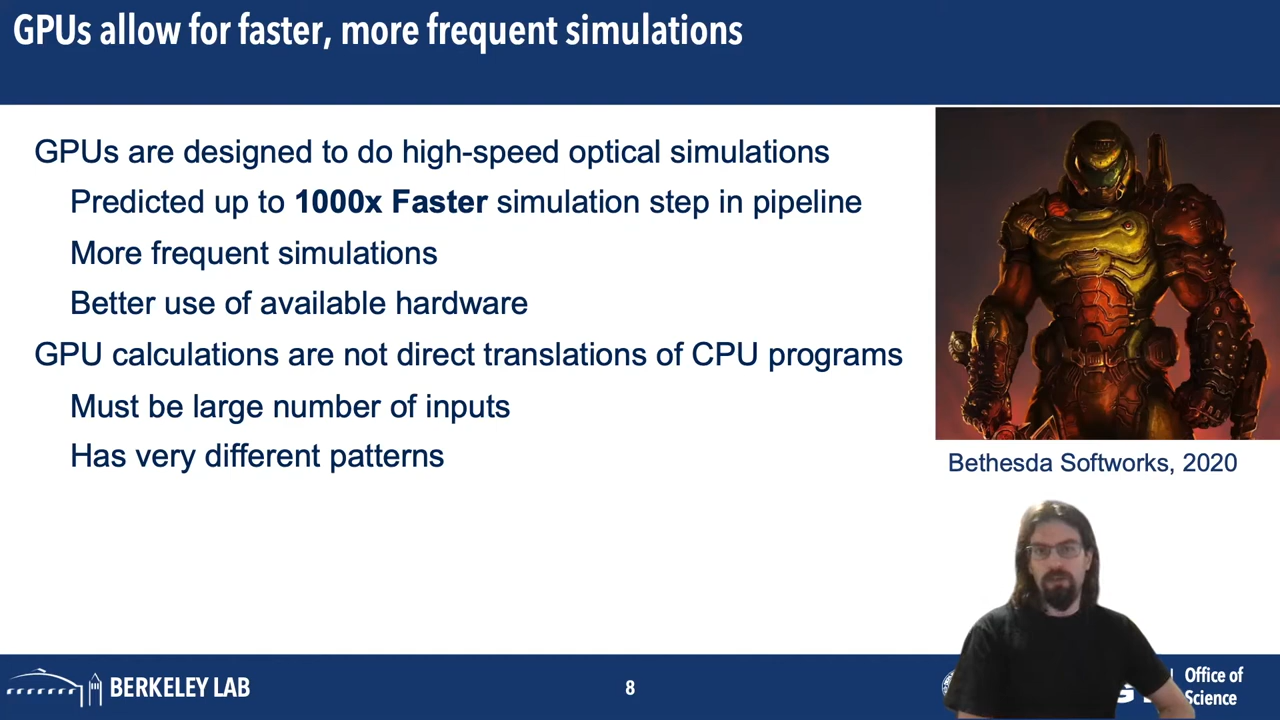 GPUs allow for faster, more frequent simulations
GPUs are designed to do high-speed optical simulations
Predicted up to 1000x Faster simulation step in pipeline
More frequent simulations
Better use of available hardware
GPU calculations are not direct translations of CPU programs
Must be large number of inputs
Has very different patterns
Bethesda Softworks, 2020
BERKELEY LAB
8
Office of
Science